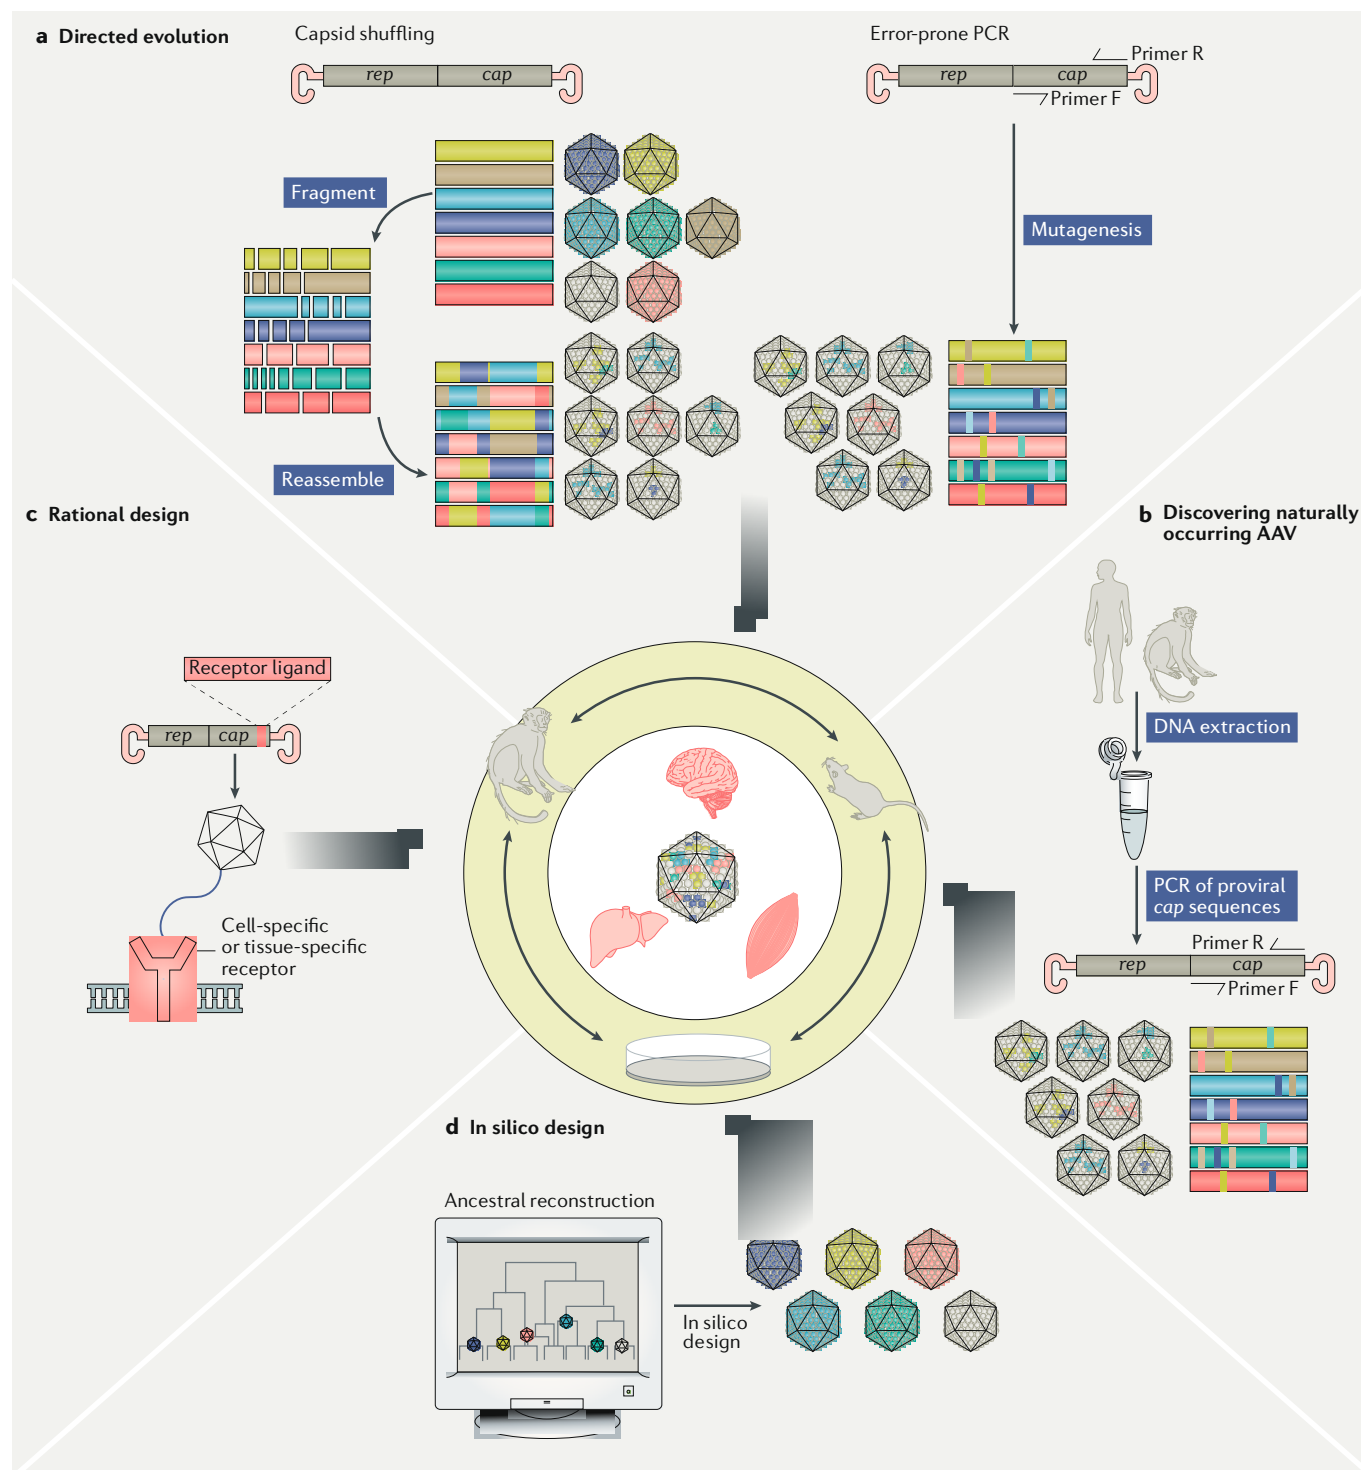 a Directed evolution
Capsid shuffling
rep cap
Fragment
Reassemble
Error-prone PCR
Primer R
rep cap
Primer F
Mutagenesis
b Discovering naturally
occurring AAV
DNA extraction
PCR of proviral
cap sequences
Primer R
rep cap
Primer F
c Rational design
Receptor ligand
rep cap
Cell-specific
or tissue-specific
receptor
d In silico design
Ancestral reconstruction
In silico
design